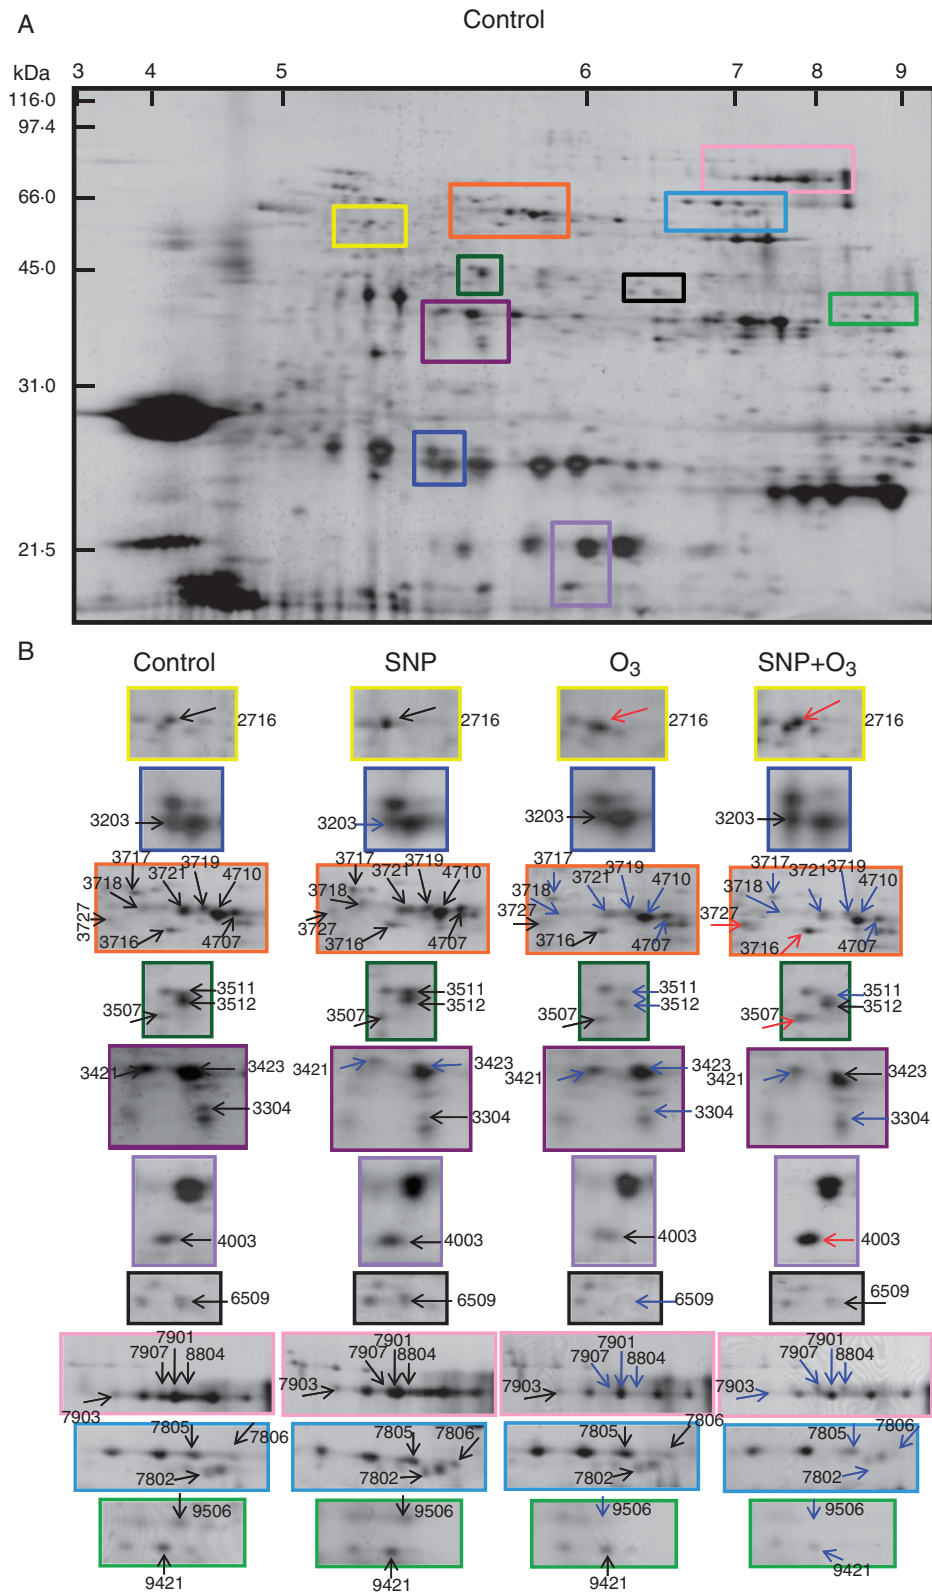 A
Control
kDa 3 4 5 6 7 8 9
116·0
97·4
66·0
45·0
31·0
21·5
B
Control SNP O3 SNP+O3
2716 2716 2716 2716
3203 3203 3203 3203
3717 3719 3717 3719 3717 3719 3717 3719
3718 3721 4710 3718 3721 4710 3718 3721 4710 3718 3721 4710
3727 3727 3727 3727
3716 4707 3716 4707 3716 4707 3716 4707
3511 3511 3511 3511
3507 3512 3507 3512 3507 3512 3507 3512
3421 3423 3421 3423 3421 3423 3421 3423
3304 3304 3304 3304
4003 4003 4003 4003
6509 6509 6509 6509
7901 7901 7901 7901
7907 8804 7907 8804 7907 8804 7907 8804
7903 7903 7903 7903
7805 7806 7805 7806 7805 7806 7805 7806
7802 7802 7802 7802
9506 9506 9506 9506
9421 9421 9421 9421